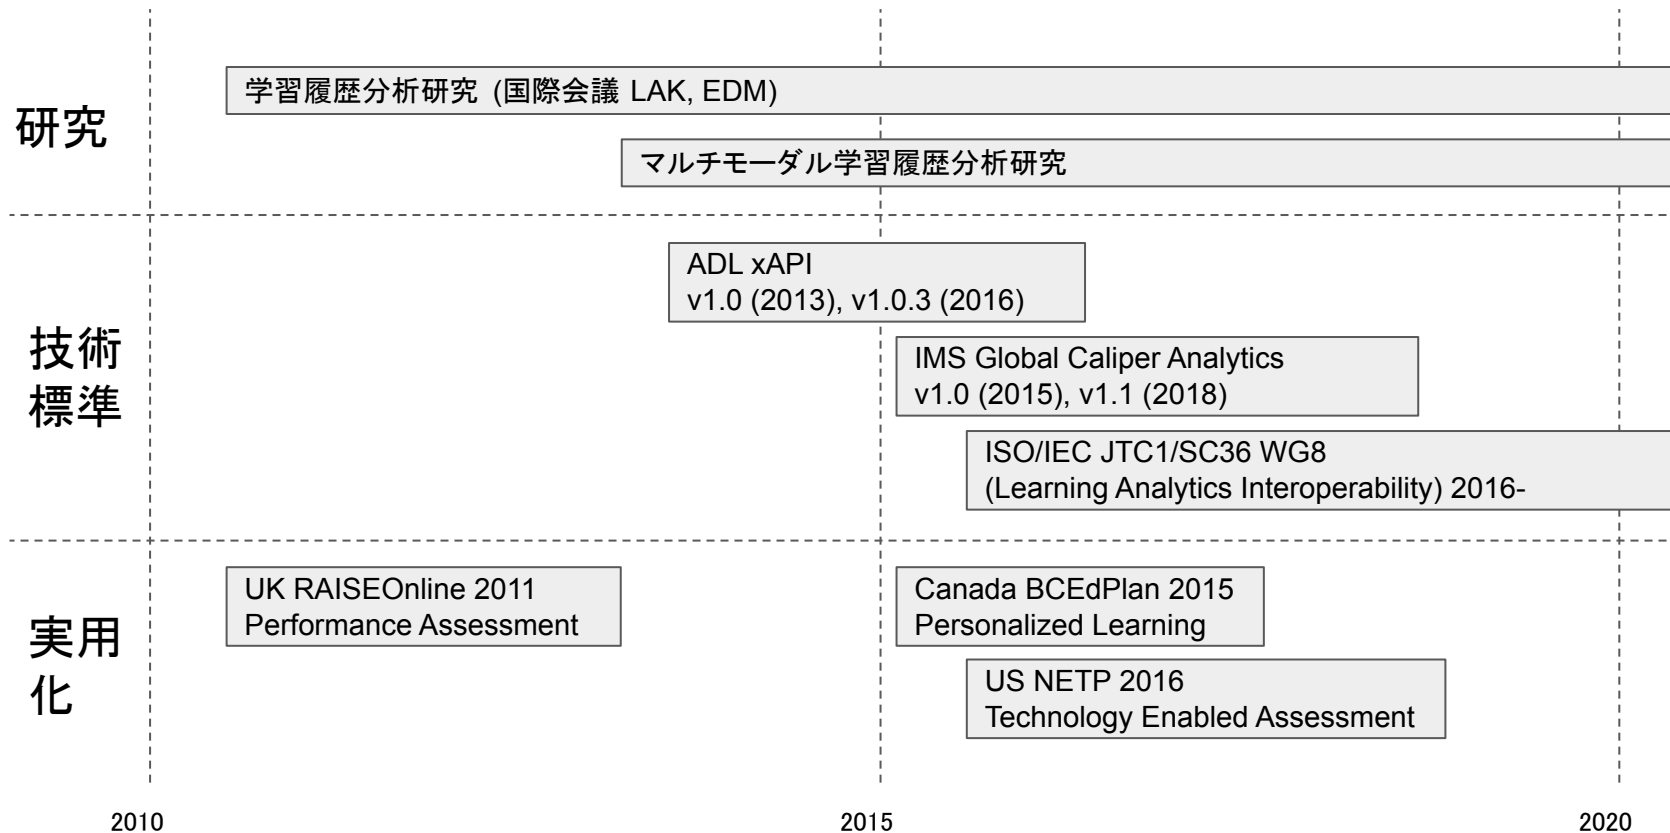 研究
学習履歴分析研究 (国際会議 LAK, EDM)
マルチモーダル学習履歴分析研究
技術
標準
ADL xAPI
v1.0 (2013), v1.0.3 (2016)
IMS Global Caliper Analytics
v1.0 (2015), v1.1 (2018)
ISO/IEC JTC1/SC36 WG8
(Learning Analytics Interoperability) 2016-
実用
化
UK RAISEOnline 2011
Performance Assessment
Canada BCEdPlan 2015
Personalized Learning
US NETP 2016
Technology Enabled Assessment
2010
2015
2020